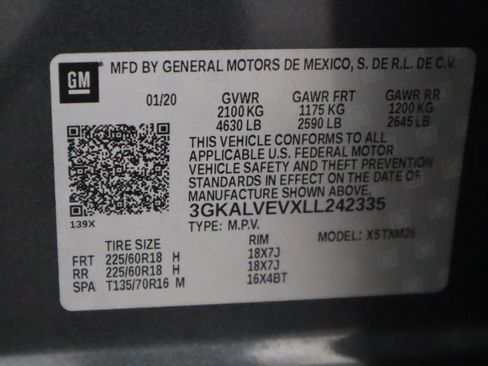 GM
MFD BY GENERAL MOTORS DE MEXICO, S. DE R.L. DE C.V.
01/20 GVWR GAWR FRT GAWR RR
2100 KG 1175 KG 1200 KG
4630 LB 2590 LB 2645 LB
THIS VEHICLE CONFORMS TO ALL
APPLICABLE U.S. FEDERAL MOTOR
VEHICLE SAFETY AND THEFT PREVENTION
STANDARDS IN EFFECT ON THE DATE OF
MANUFACTURE SHOWN ABOVE.
3GKALVEVXLL242335
139X TYPE: M.P.V. MODEL: X5TXM26
TIRE SIZE RIM
FRT 225/60R18 H 18X7J
RR 225/60R18 H 18X7J
SPA T135/70R16 M 16X4BT